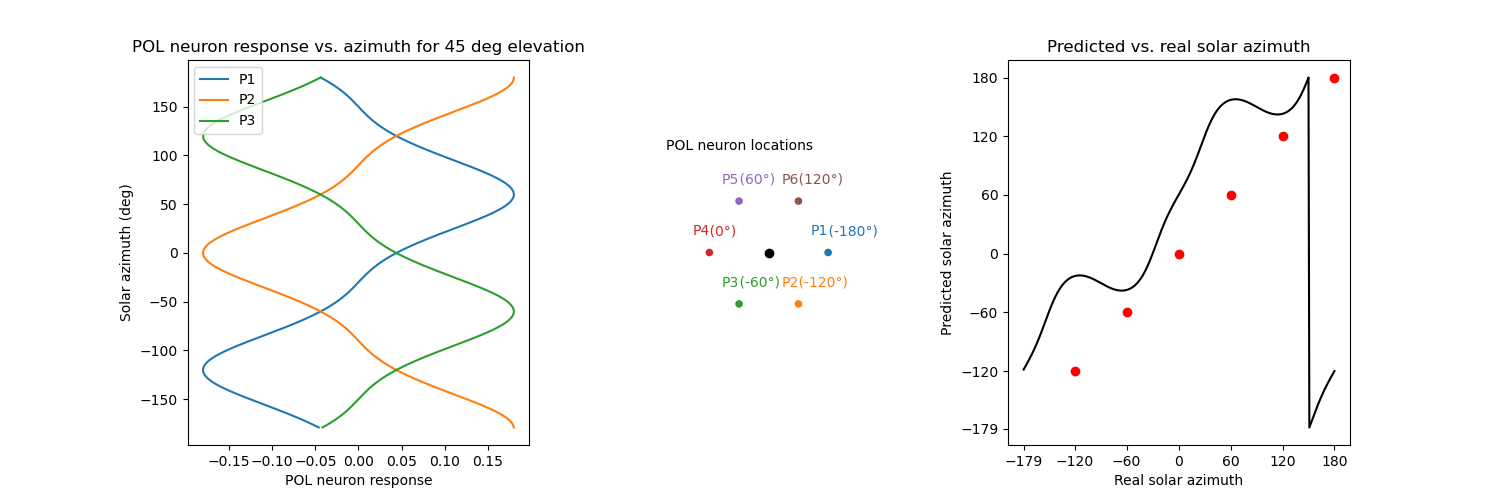 POL neuron response vs. azimuth for 45 deg elevation
P1
P2
P3
150
100
50
0
−50
−100
−150
Solar azimuth (deg)
−0.15 −0.10 −0.05 0.00 0.05 0.10 0.15
POL neuron response
POL neuron locations
P5(60°) P6(120°)
P4(0°) P1(-180°)
P3(-60°) P2(-120°)
Predicted vs. real solar azimuth
180
120
60
0
−60
−120
−179
Predicted solar azimuth
−179 −120 −60 0 60 120 180
Real solar azimuth